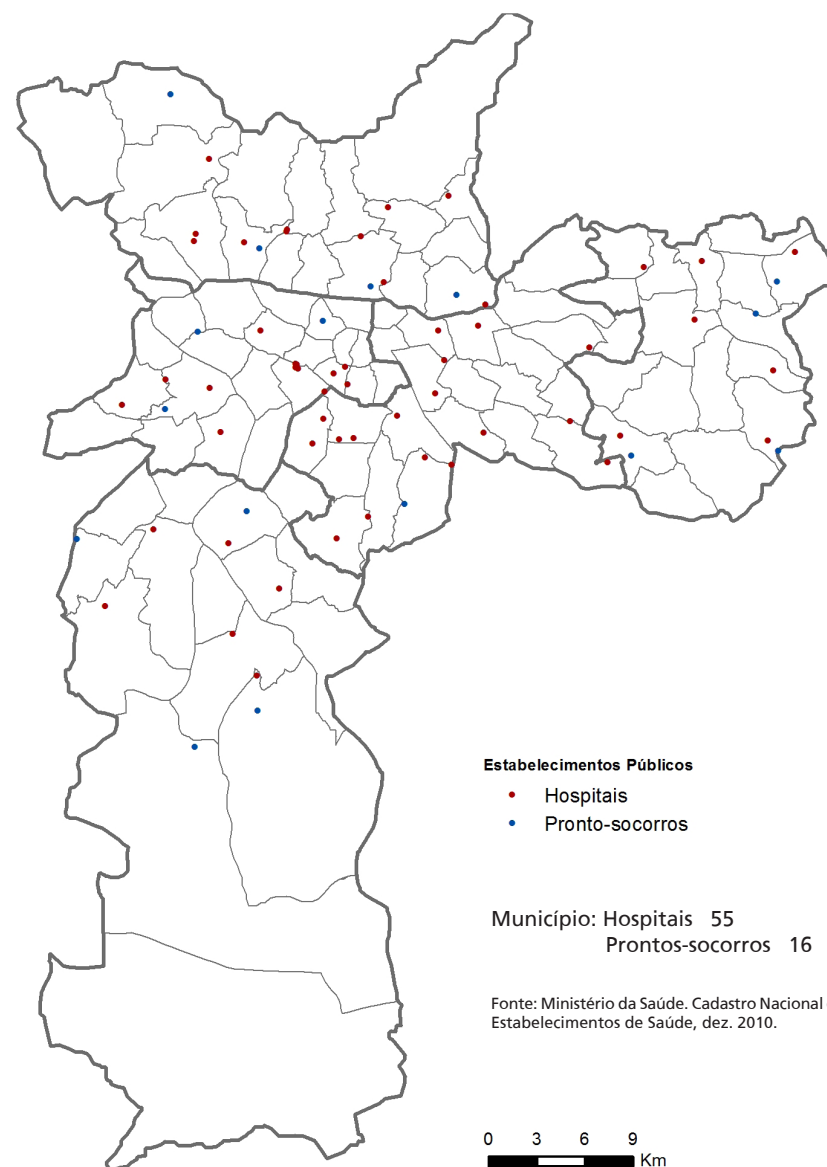 Estabelecimentos Públicos
Hospitais
Pronto-socorros
Município: Hospitais 55
Prontos-socorros 16
Fonte: Ministério da Saúde. Cadastro Nacional
Estabelecimentos de Saúde, dez. 2010.
0 3 6 9
Km